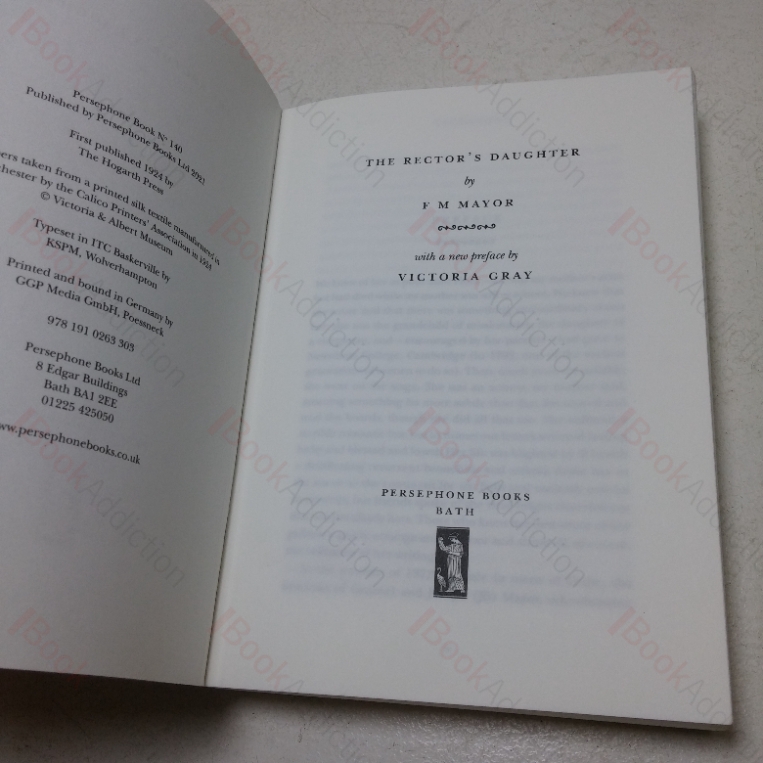 Persephone Book N° 140
Published by Persephone Books Ltd 2021
First published 1924 by
The Hogarth Press
taken from a printed silk textile manufactured in
by the Calico Printers' Association in 1924
© Victoria & Albert Museum
Typeset in ITC Baskerville by
KSPM, Wolverhampton
Printed and bound in Germany by
GGP Media GmbH, Poessneck
978 191 0263 303
Persephone Books Ltd
8 Edgar Buildings
Bath BA1 2EE
01225 425050
www.persephonebooks.co.uk
THE RECTOR'S DAUGHTER
by
F M MAYOR
with a new preface by
VICTORIA GRAY
PERSEPHONE BOOKS
BATH
BookAddiction